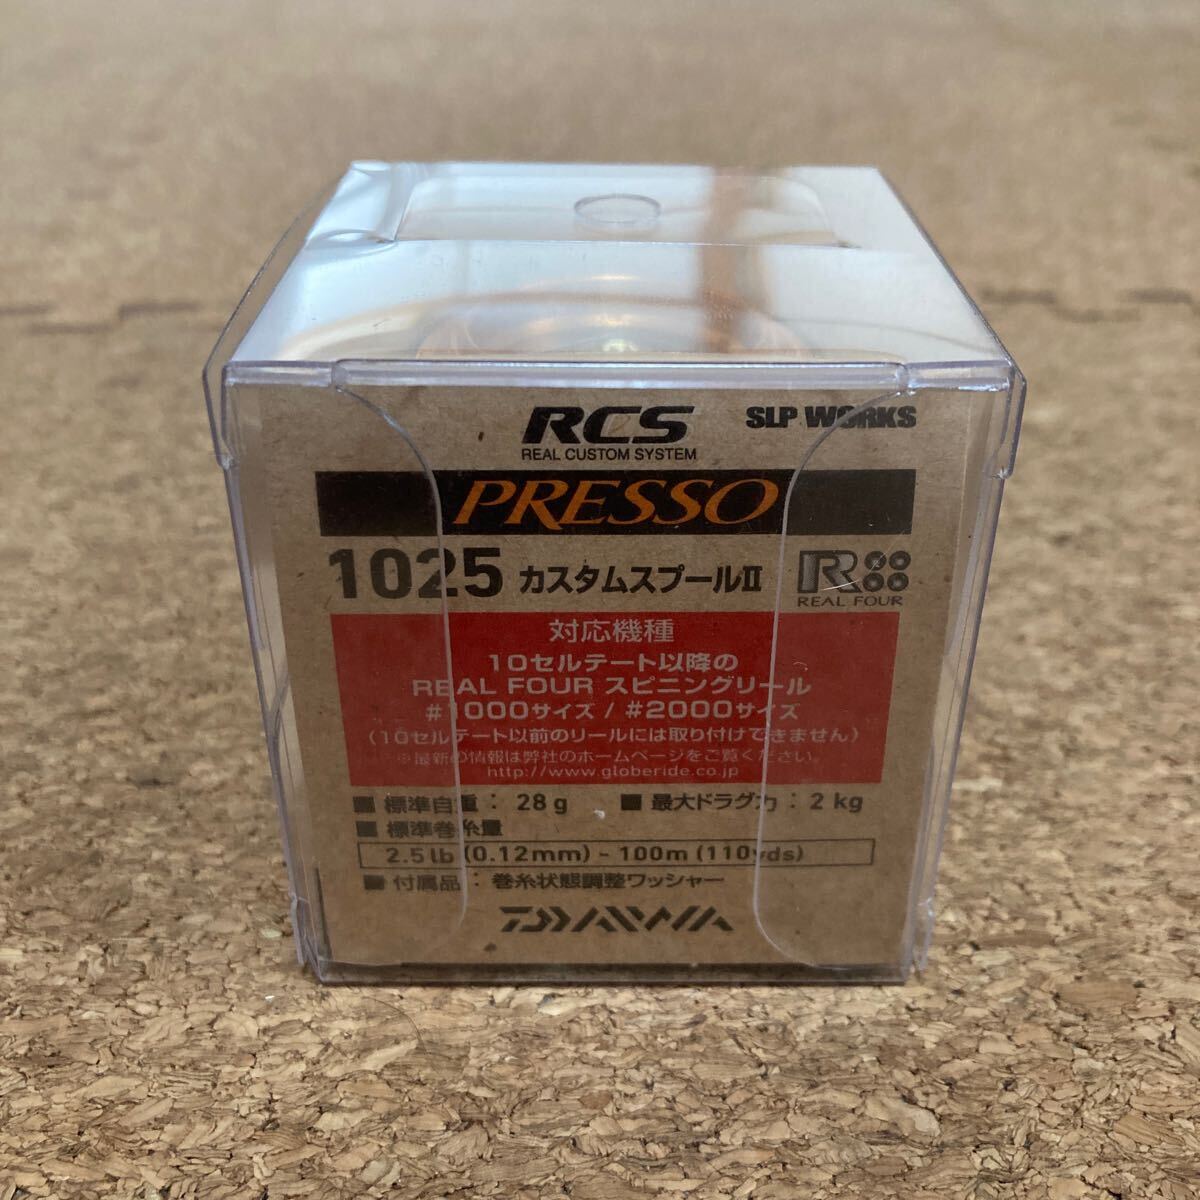 RCS
REAL CUSTOM SYSTEM
SLP WORKS
PRESSO
1025 カスタムスプールII
R
REAL FOUR
対応機種
10セルテート以降の
REAL FOUR スピニングリール
#1000サイズ / #2000サイズ
(10セルテート以前のリールには取り付けできません)
※最新の情報は弊社のホームページをご覧ください
http://www.globeride.co.jp
■ 標準自重: 28g ■ 最大ドラグ力: 2kg
■ 標準巻糸量
2.5lb (0.12mm) - 100m (110yds)
■ 付属品: 巻糸状態調整ワッシャー
DAIWA